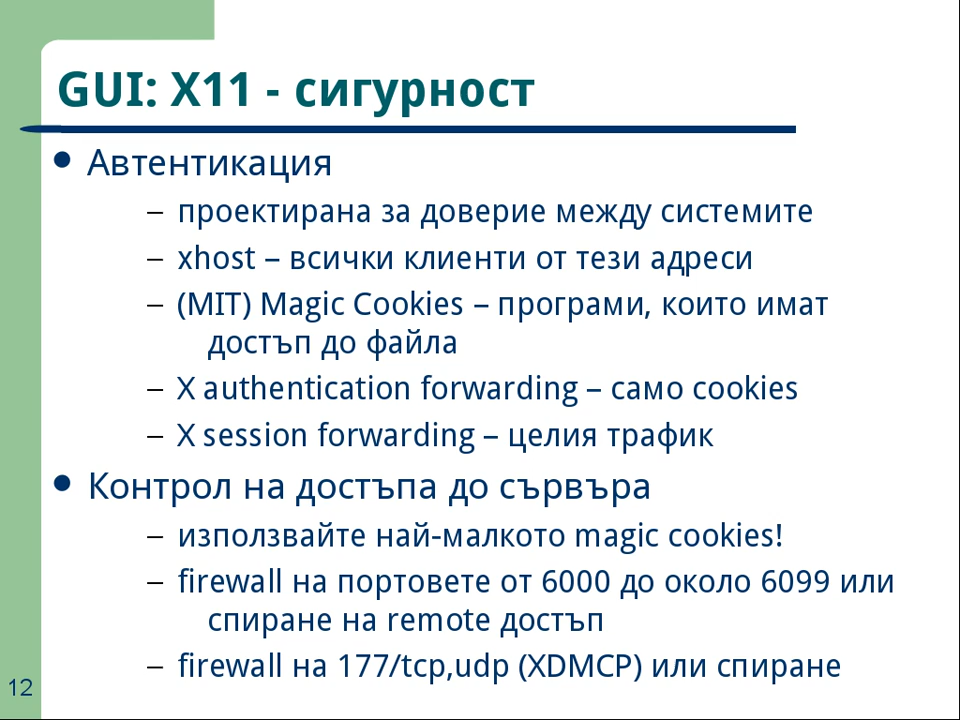 GUI: X11 - сигурност
● Автентикация
– проектирана за доверие между системите
– xhost – всички клиенти от тези адреси
– (MIT) Magic Cookies – програми, които имат
достъп до файла
– X authentication forwarding – само cookies
– X session forwarding – целия трафик
● Контрол на достъпа до сървъра
– използвайте най-малкото magic cookies!
– firewall на портовете от 6000 до около 6099 или
спиране на remote достъп
– firewall на 177/tcp,udp (XDMCP) или спиране
12